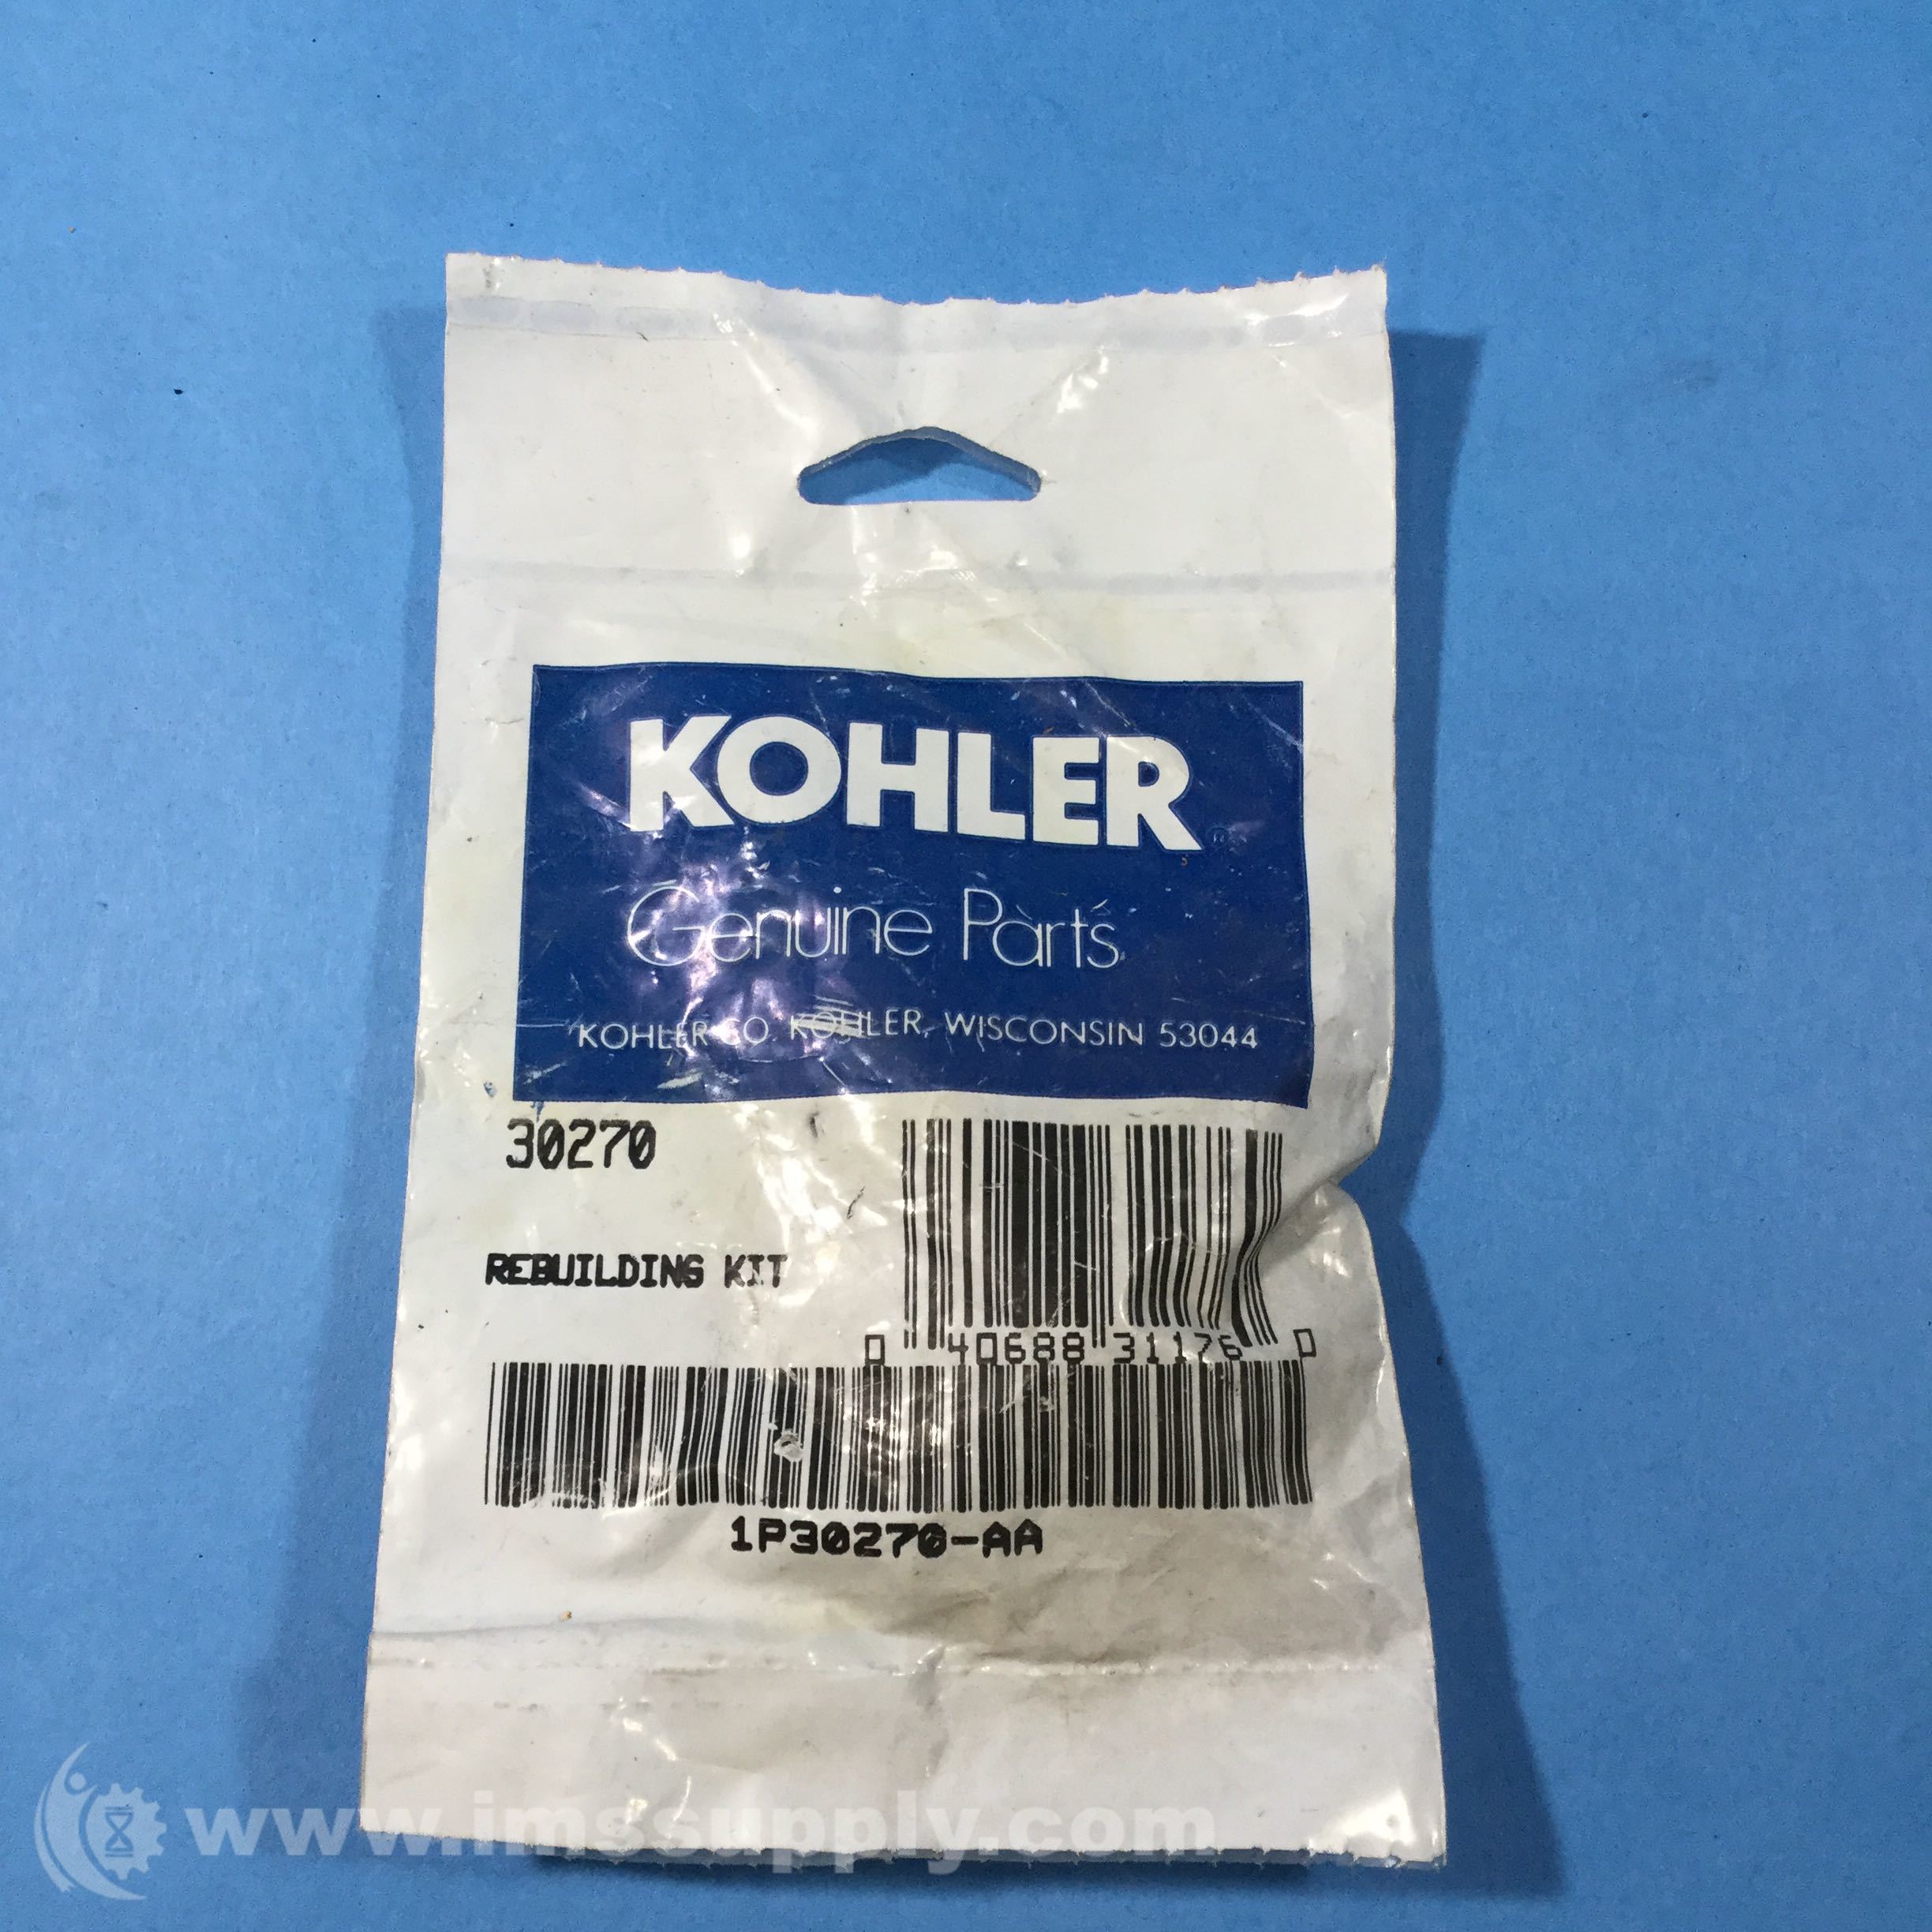 KOHLER®
Genuine Parts
KOHLER CO. KOHLER, WISCONSIN 53044
30270
REBUILDING KIT
0 40688 31176 0
1P30270-AA
www.imssupply.com